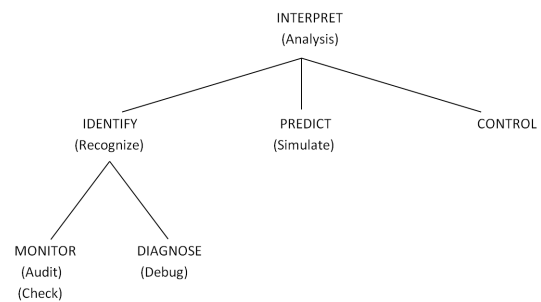 INTERPRET
(Analysis)
IDENTIFY
(Recognize)
PREDICT
(Simulate)
CONTROL
MONITOR
(Audit)
(Check)
DIAGNOSE
(Debug)